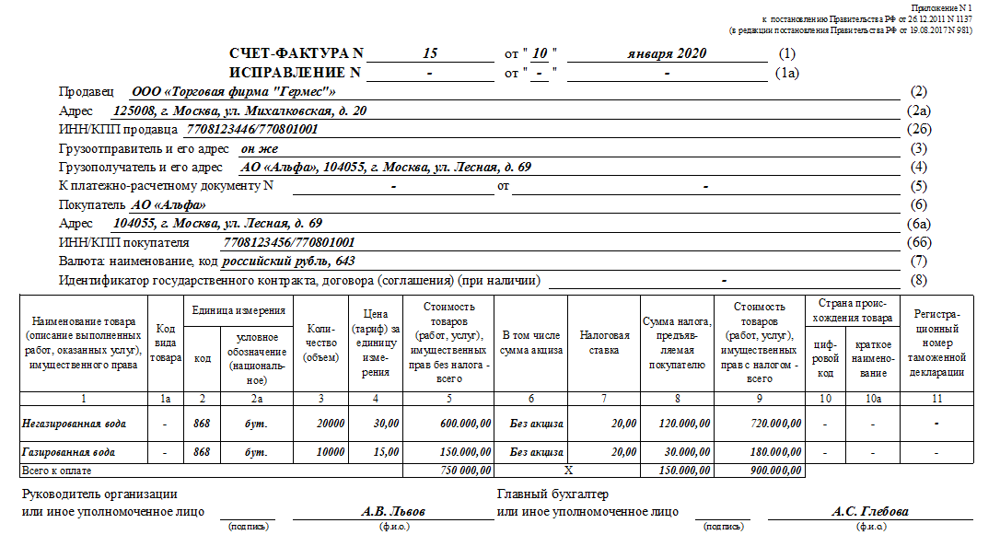 Приложение N 1
к постановлению Правительства РФ от 26.12.2011 N 1137
(в редакции постановления Правительства РФ от 19.08.2017 N 981)
СЧЕТ-ФАКТУРА N 15 от " 10 " января 2020 (1)
ИСПРАВЛЕНИЕ N - от " - " - (1а)
Продавец ООО «Торговая фирма "Гермес"» (2)
Адрес 125008, г. Москва, ул. Михалковская, д. 20 (2а)
ИНН/КПП продавца 7708123446/770801001 (2б)
Грузоотправитель и его адрес он же (3)
Грузополучатель и его адрес АО «Альфа», 104055, г. Москва, ул. Лесная, д. 69 (4)
К платежно-расчетному документу N - от - (5)
Покупатель АО «Альфа» (6)
Адрес 104055, г. Москва, ул. Лесная, д. 69 (6а)
ИНН/КПП покупателя 7708123456/770801001 (6б)
Валюта: наименование, код российский рубль, 643 (7)
Идентификатор государственного контракта, договора (соглашения) (при наличии) - (8)
Наименование товара
(описание выполненных
работ, оказанных услуг),
имущественного права
Код
вида
товара
Единица измерения
код
условное
обозначение
(националь-
ное)
Коли-
чество
(объем)
Цена
(тариф) за
единицу
изме-
рения
Стоимость
товаров
(работ, услуг),
имущественных
прав без налога -
всего
В том числе
сумма акциза
Налоговая
ставка
Сумма налога,
предъяв-
ляемая
покупателю
Стоимость
товаров
(работ, услуг),
имущественных
прав с налогом -
всего
Страна проис-
хождения товара
циф-
ровой
код
краткое
наимено-
вание
Регистра-
ционный
номер
таможенной
декларации
1 1а 2 2а 3 4 5 6 7 8 9 10 10а 11
Негазированная вода - 868 бут. 20000 30,00 600.000,00 Без акциза 20,00 120.000,00 720.000,00 - - -
Газированная вода - 868 бут. 10000 15,00 150.000,00 Без акциза 20,00 30.000,00 180.000,00 - - -
Всего к оплате 750 000,00 Х 150.000,00 900.000,00
Руководитель организации
или иное уполномоченное лицо А.В. Львов
(подпись) (ф.и.о.)
Главный бухгалтер
или иное уполномоченное лицо А.С. Глебова
(подпись) (ф.и.о.)